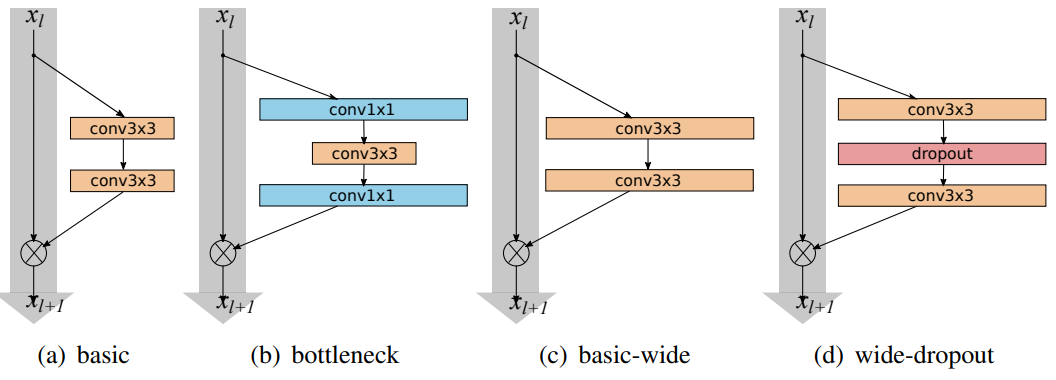 x_l
conv3x3
conv3x3
x_{l+1}
(a) basic
x_l
conv1x1
conv3x3
conv1x1
x_{l+1}
(b) bottleneck
x_l
conv3x3
conv3x3
x_{l+1}
(c) basic-wide
x_l
conv3x3
dropout
conv3x3
x_{l+1}
(d) wide-dropout